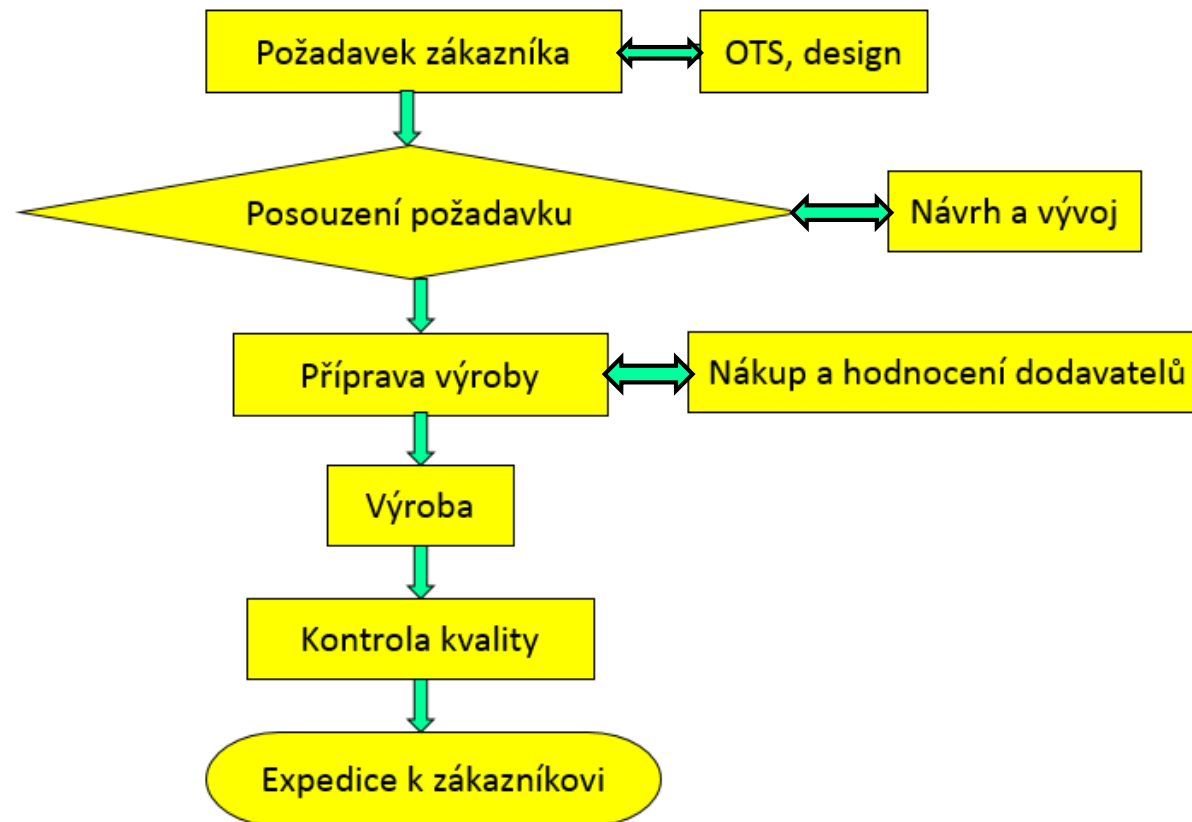 Požadavek zákazníka
OTS, design
Posouzení požadavku
Návrh a vývoj
Příprava výroby
Nákup a hodnocení dodavatelů
Výroba
Kontrola kvality
Expedice k zákazníkovi